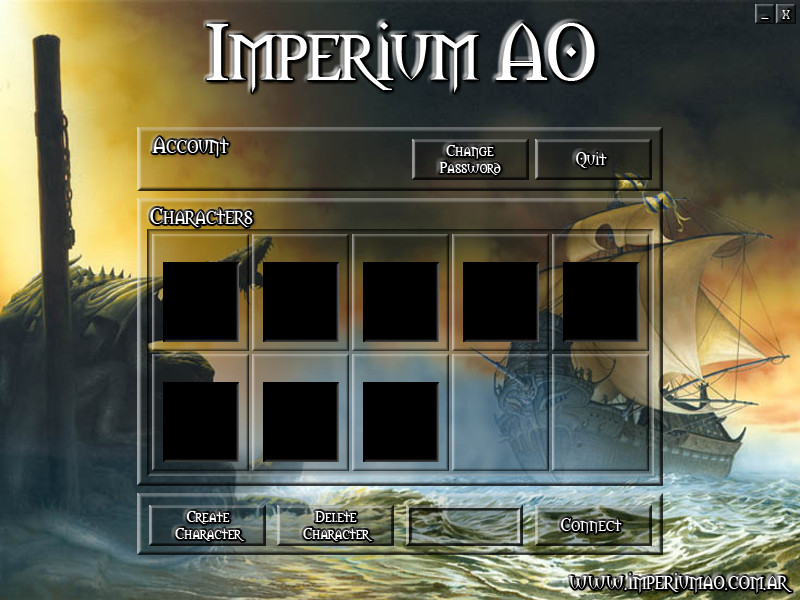 Imperium AO
_ X
Account
Change
Password
Quit
Characters
Create
Character
Delete
Character
Connect
www.imperiumao.com.ar